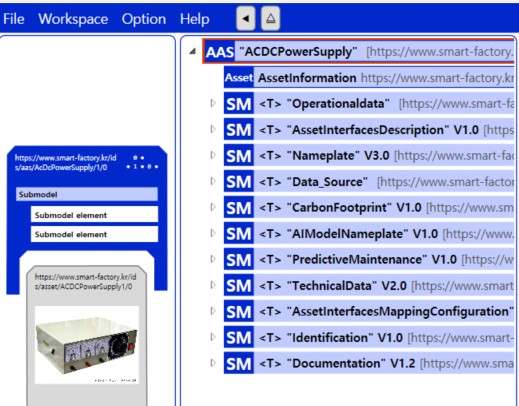 File Workspace Option Help
https://www.smart-factory.kr/id
s/aas/AcDcPowerSupply/1/0
Submodel
Submodel element
Submodel element
https://www.smart-factory.kr/id
s/asset/ACDCPowerSupply1/0
AAS "ACDCPowerSupply" [https://www.smart-factory.
Asset AssetInformation https://www.smart-factory.kr
SM <T> "Operationaldata" [https://www.smart-fa
SM <T> "AssetInterfacesDescription" V1.0 [https
SM <T> "Nameplate" V3.0 [https://www.smart-fac
SM <T> "Data_Source" [https://www.smart-factor
SM <T> "CarbonFootprint" V1.0 [https://www.sm
SM <T> "AIModelNameplate" V1.0 [https://www.
SM <T> "PredictiveMaintenance" V1.0 [https://w
SM <T> "TechnicalData" V2.0 [https://www.smart
SM <T> "AssetInterfacesMappingConfiguration"
SM <T> "Identification" V1.0 [https://www.smart-
SM <T> "Documentation" V1.2 [https://www.sma